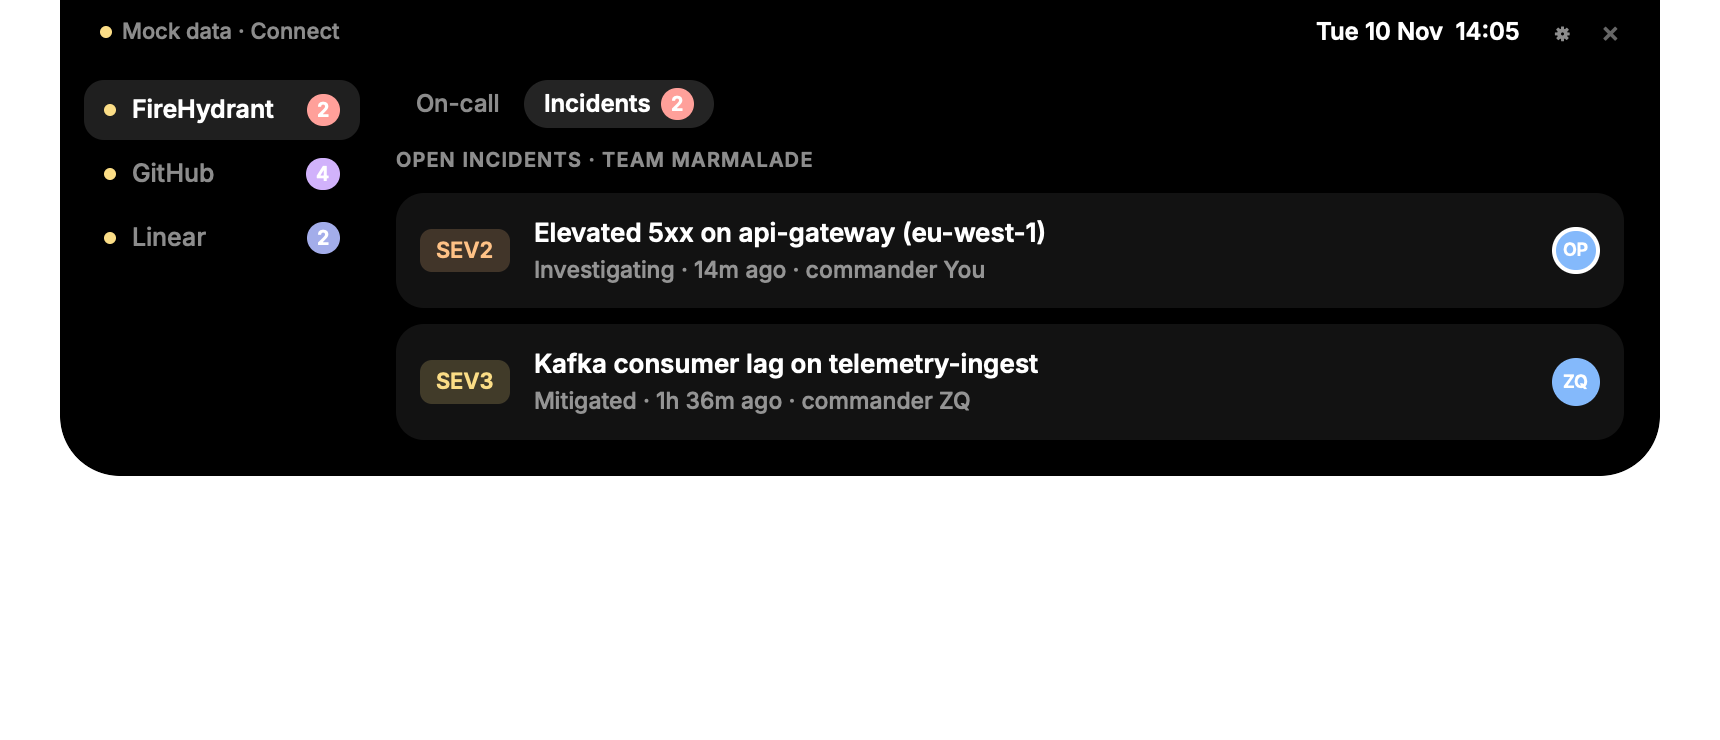 Mock data · Connect
Tue 10 Nov 14:05
FireHydrant 2
GitHub 4
Linear 2
On-call
Incidents 2
OPEN INCIDENTS · TEAM MARMALADE
SEV2
Elevated 5xx on api-gateway (eu-west-1)
Investigating · 14m ago · commander You
OP
SEV3
Kafka consumer lag on telemetry-ingest
Mitigated · 1h 36m ago · commander ZQ
ZQ